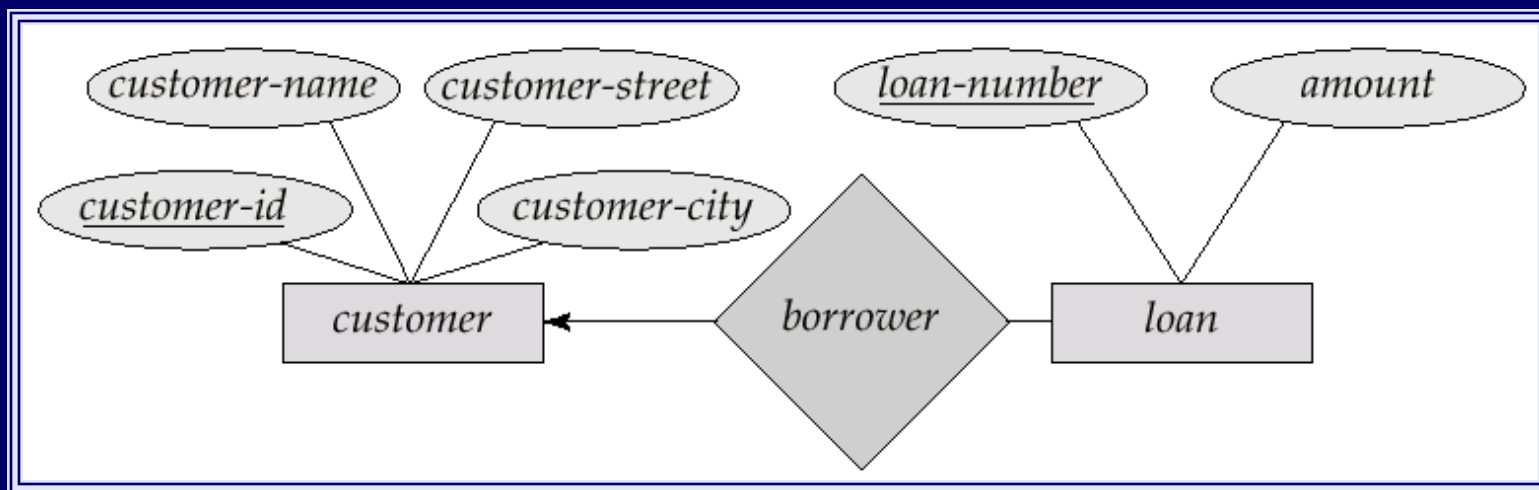 customer-name
customer-street
loan-number
amount
customer-id
customer-city
customer
borrower
loan